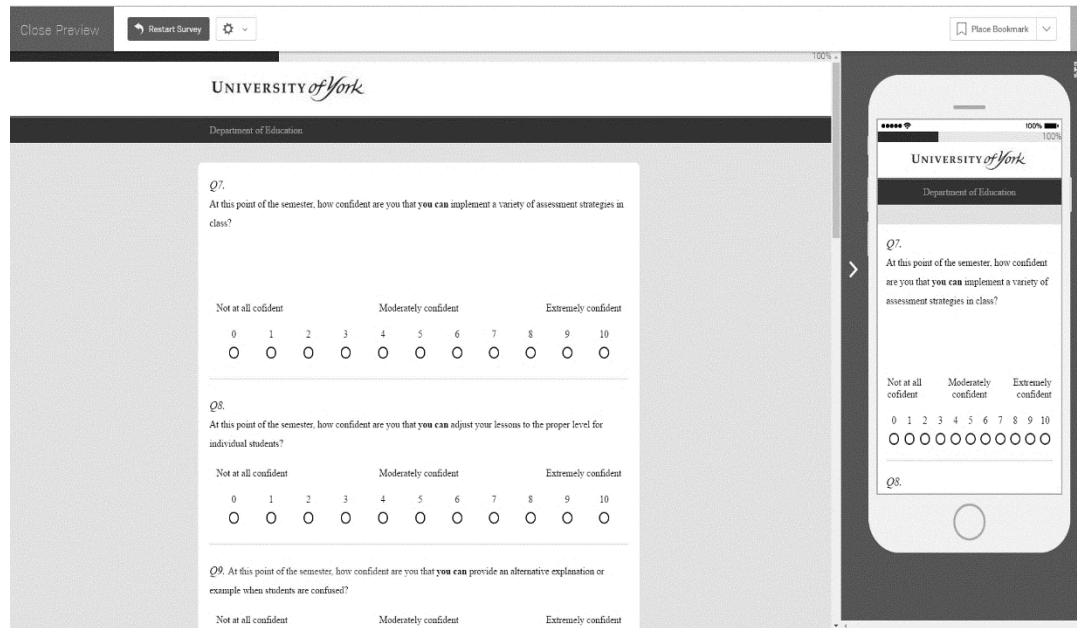 Close Preview
Restart Survey
Place Bookmark
100%
UNIVERSITY of York
Department of Education
Q7.
At this point of the semester, how confident are you that you can implement a variety of assessment strategies in
class?
Not at all cofident Moderately confident Extremely confident
0 1 2 3 4 5 6 7 8 9 10
Q8.
At this point of the semester, how confident are you that you can adjust your lessons to the proper level for
individual students?
Not at all confident Moderately confident Extremely confident
0 1 2 3 4 5 6 7 8 9 10
Q9. At this point of the semester, how confident are you that you can provide an alternative explanation or
example when students are confused?
Not at all confident Moderately confident Extremely confident
100%
100%
UNIVERSITY of York
Department of Education
Q7.
At this point of the semester, how confident
are you that you can implement a variety of
assessment strategies in class?
Not at all Moderately Extremely
cofident confident confident
0 1 2 3 4 5 6 7 8 9 10
Q8.